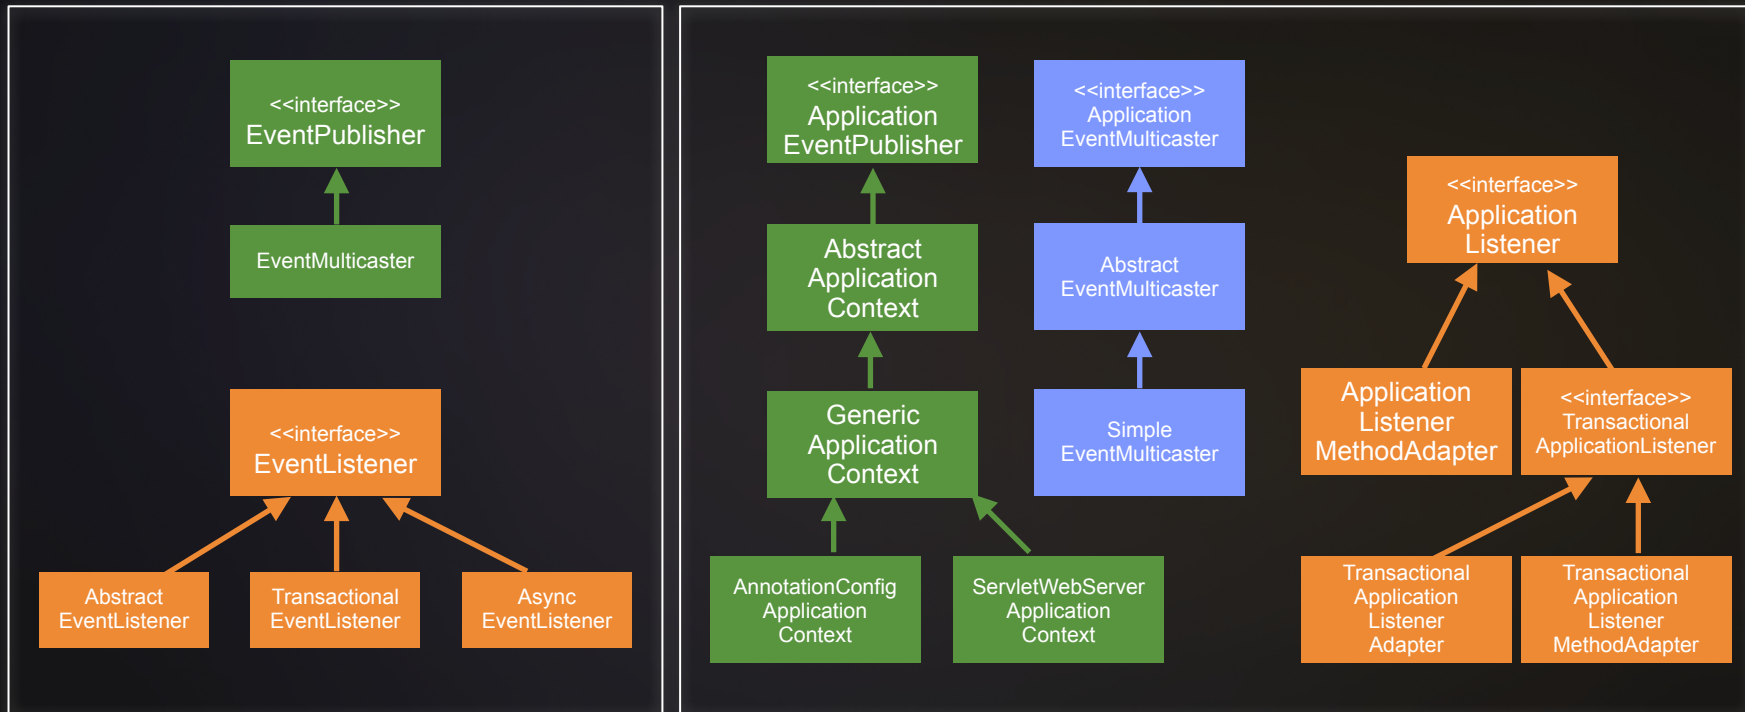 <<interface>>
EventPublisher
EventMulticaster
<<interface>>
EventListener
Abstract
EventListener
Transactional
EventListener
Async
EventListener
<<interface>>
Application
EventPublisher
Abstract
Application
Context
Generic
Application
Context
AnnotationConfig
Application
Context
ServletWebServer
Application
Context
<<interface>>
Application
EventMulticaster
Abstract
EventMulticaster
Simple
EventMulticaster
<<interface>>
Application
Listener
Application
Listener
MethodAdapter
<<interface>>
Transactional
ApplicationListener
Transactional
Application
Listener
Adapter
Transactional
Application
Listener
MethodAdapter